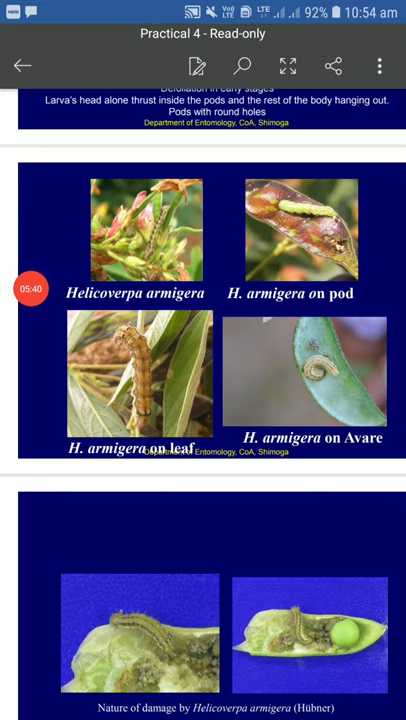 Vo)) LTE LTE 92% 10:54 am
Practical 4 - Read-only
Defoliation in early stages
Larva's head alone thrust inside the pods and the rest of the body hanging out.
Pods with round holes
Department of Entomology, CoA, Shimoga
Helicoverpa armigera
H. armigera on pod
05:40
H. armigera on leaf
H. armigera on Avare
Department of Entomology, CoA, Shimoga
Nature of damage by Helicoverpa armigera (Hübner)